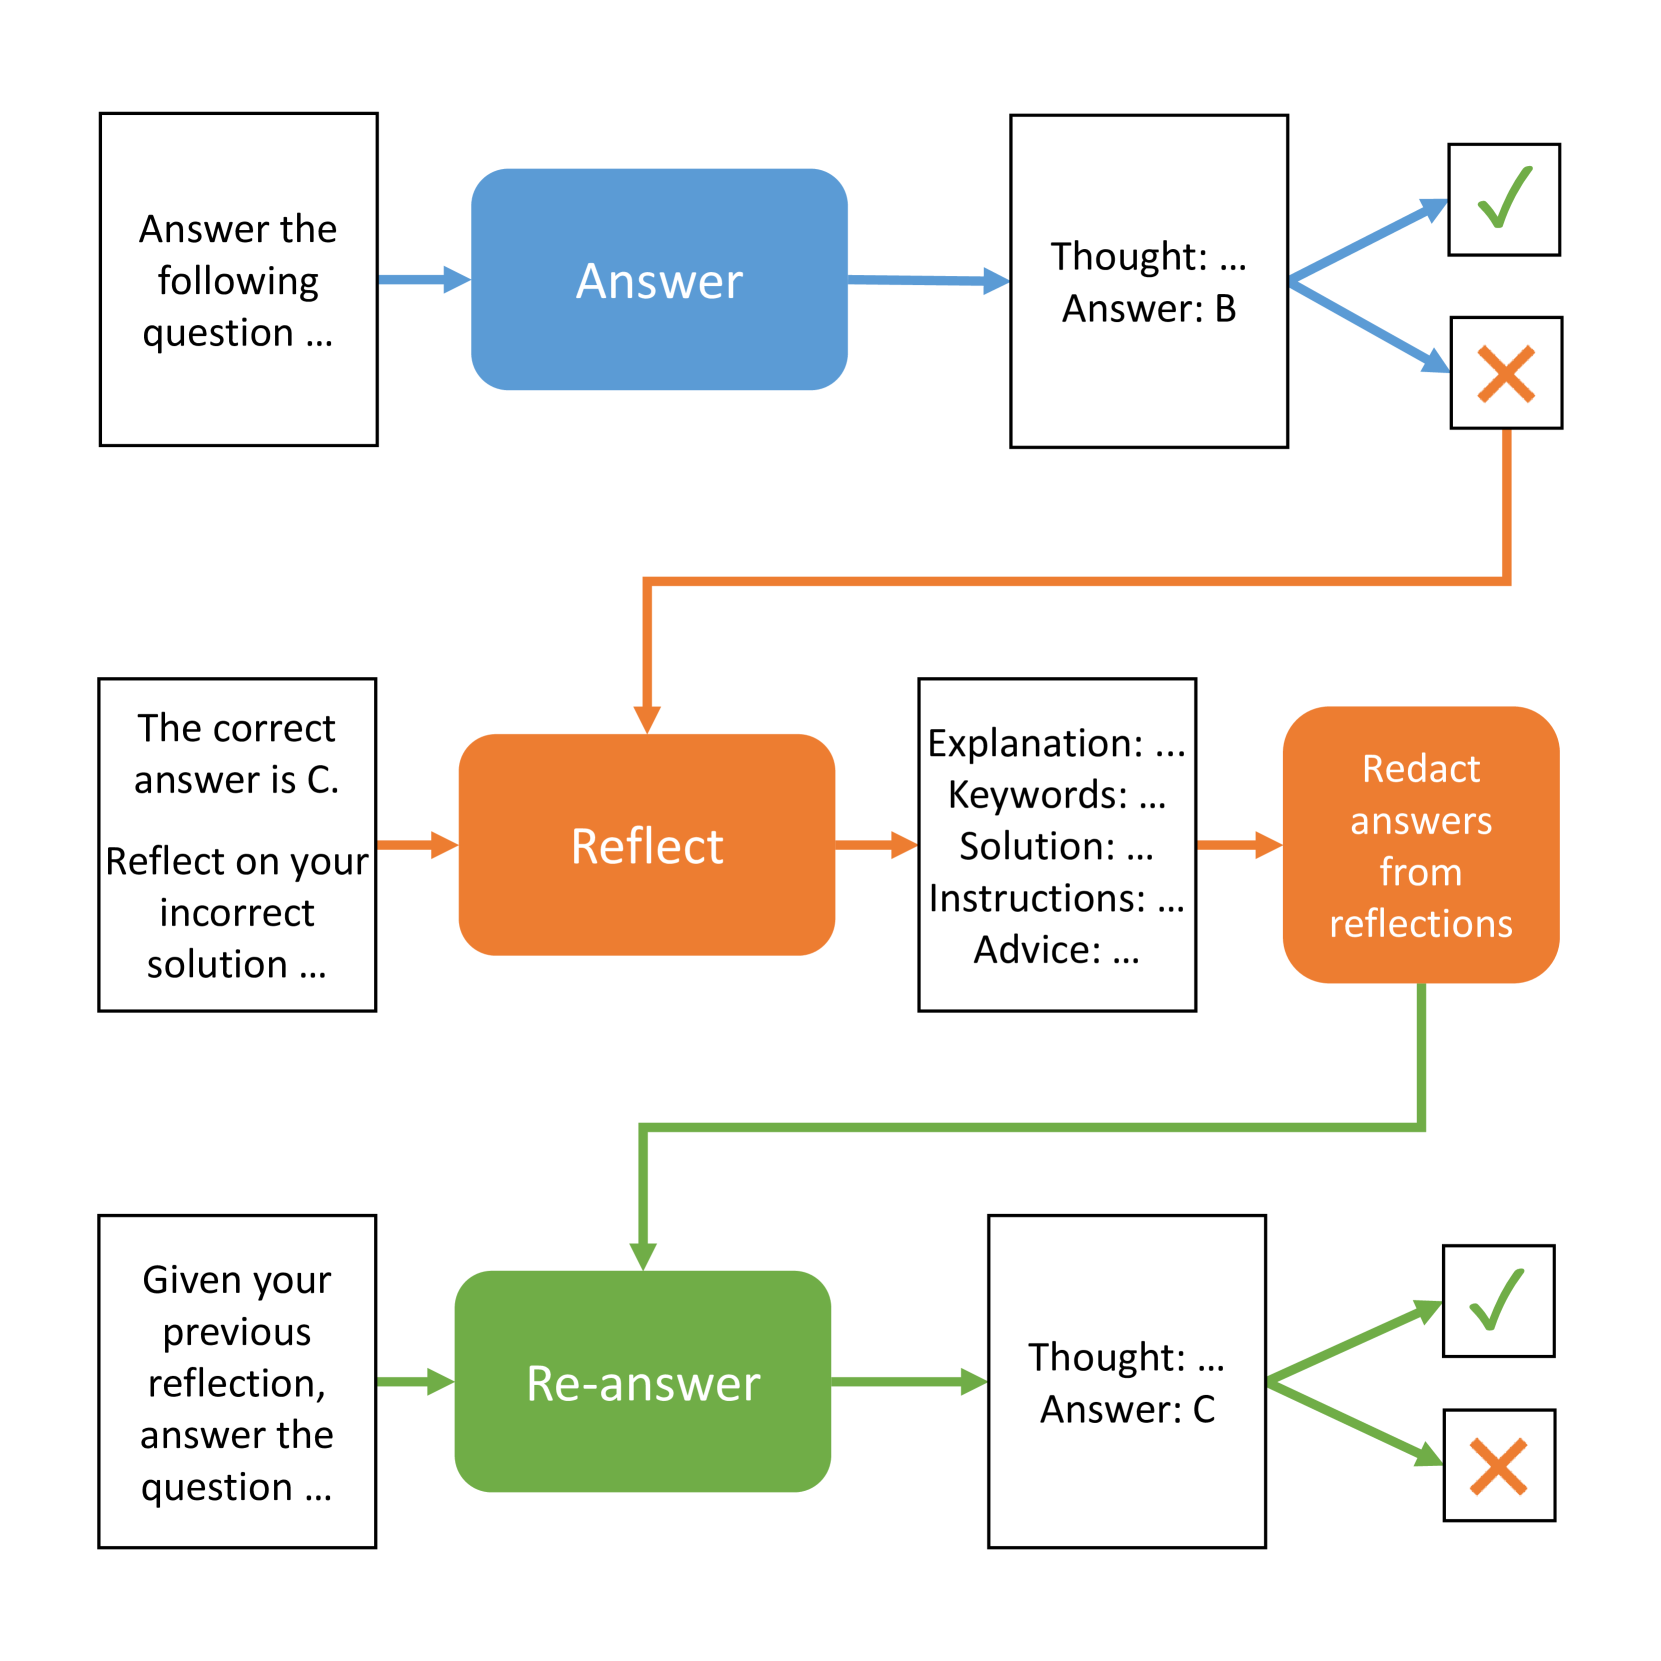 Answer the
following
question ...
Answer
Thought: ...
Answer: B
The correct
answer is C.
Reflect on your
incorrect
solution ...
Reflect
Explanation: ...
Keywords: ...
Solution: ...
Instructions: ...
Advice: ...
Redact
answers
from
reflections
Given your
previous
reflection,
answer the
question ...
Re-answer
Thought: ...
Answer: C